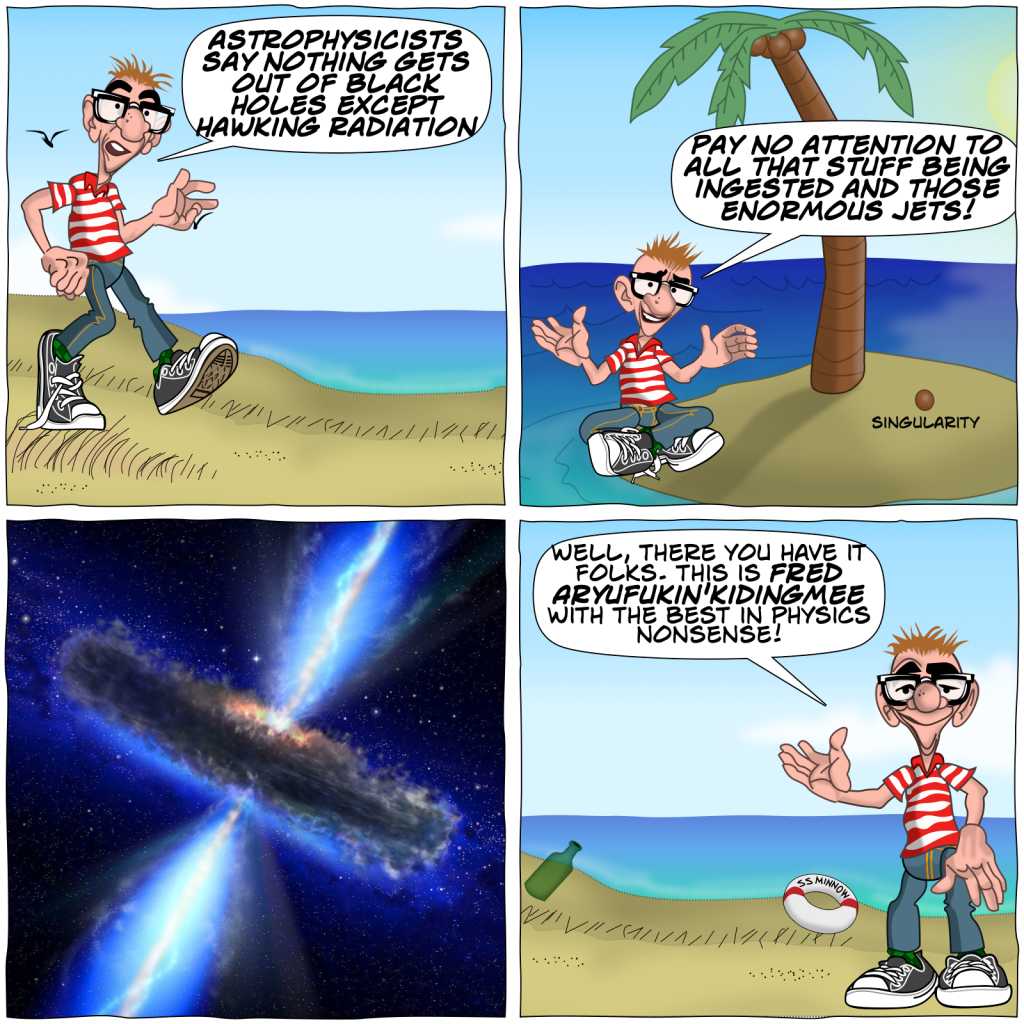 ASTROPHYSICISTS
SAY NOTHING GETS
OUT OF BLACK
HOLES EXCEPT
HAWKING RADIATION
PAY NO ATTENTION TO
ALL THAT STUFF BEING
INGESTED AND THOSE
ENORMOUS JETS!
SINGULARITY
WELL, THERE YOU HAVE IT
FOLKS. THIS IS FRED
ARYUFUKIN'KIDINGMEE
WITH THE BEST IN PHYSICS
NONSENSE!
S.S. MINNOW